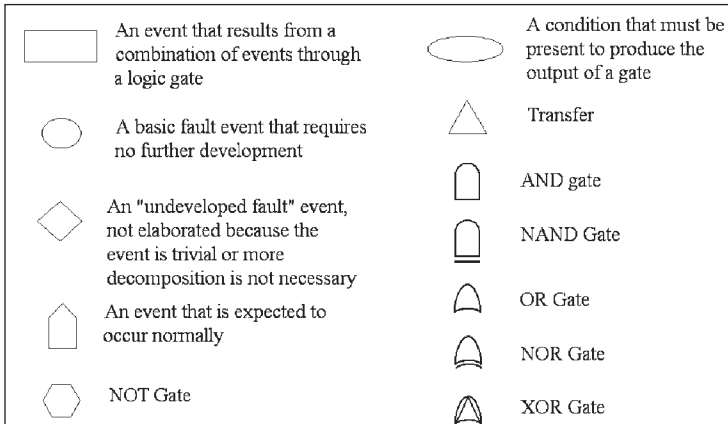 An event that results from a
combination of events through
a logic gate
A basic fault event that requires
no further development
An "undeveloped fault" event,
not elaborated because the
event is trivial or more
decomposition is not necessary
An event that is expected to
occur normally
NOT Gate
A condition that must be
present to produce the
output of a gate
Transfer
AND gate
NAND Gate
OR Gate
NOR Gate
XOR Gate